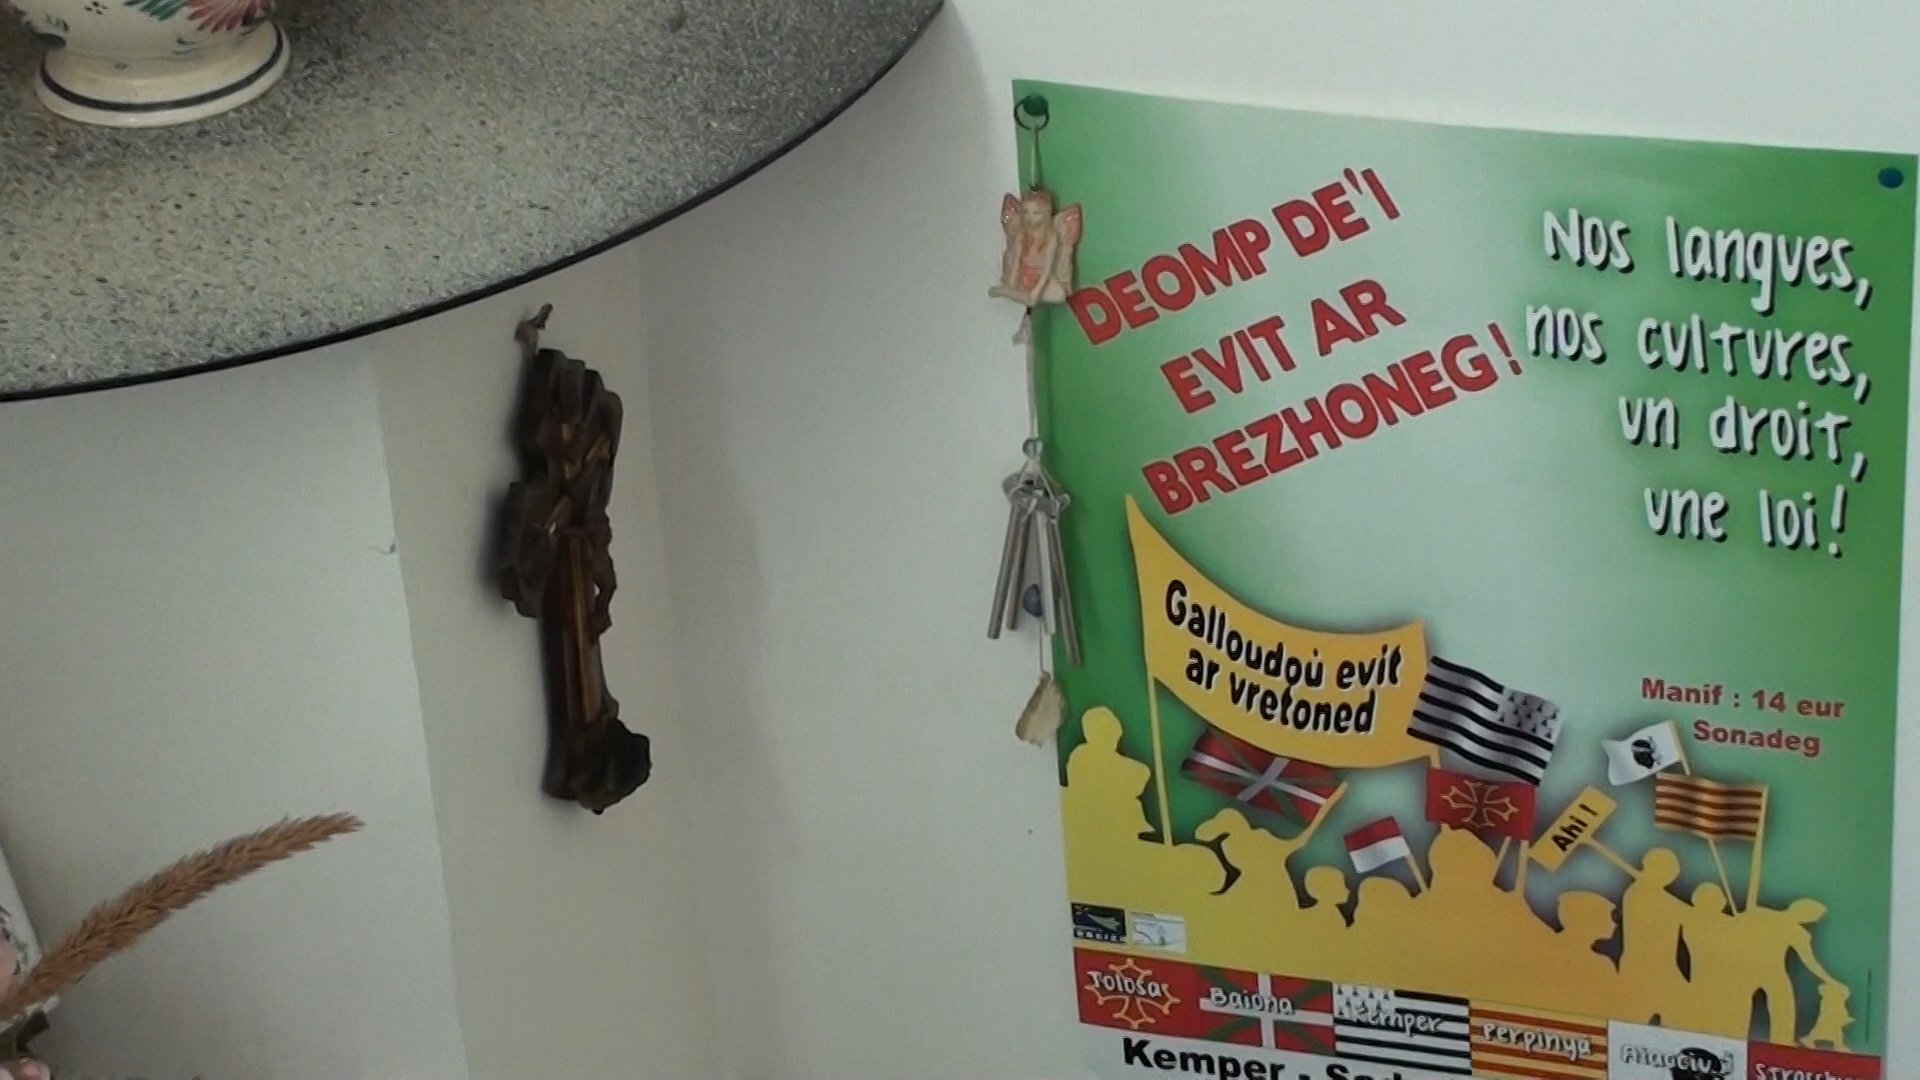 DEOMP DE'I
EVIT AR
BREZHONEG !
Nos langues,
nos cultures,
un droit,
une loi !
Galloudoù evit
ar vretoned
Manif : 14 eur
Sonadeg
Ahi !
Tolosa
Baiona
Kemper
Perpinyà
Kemper -